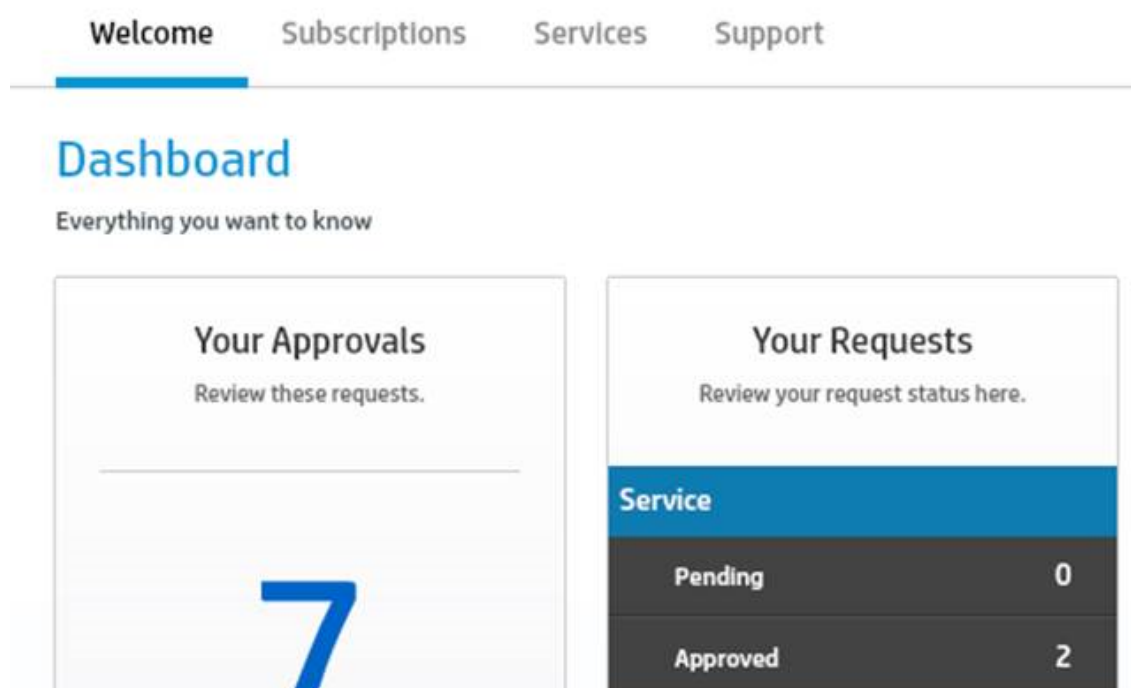 Welcome Subscriptions Services Support
Dashboard
Everything you want to know
Your Approvals
Review these requests.
7
Your Requests
Review your request status here.
Service
Pending 0
Approved 2